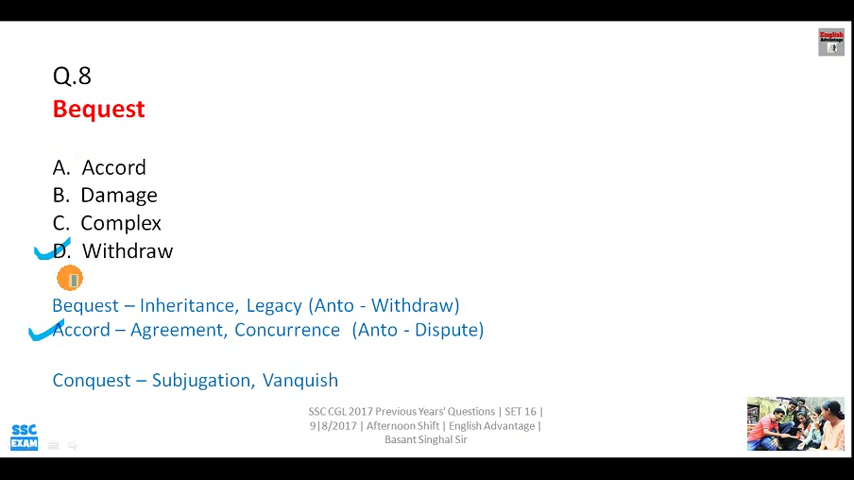 English
Advantage
Q.8
Bequest
A. Accord
B. Damage
C. Complex
D. Withdraw
Bequest – Inheritance, Legacy (Anto - Withdraw)
Accord – Agreement, Concurrence (Anto - Dispute)
Conquest – Subjugation, Vanquish
SSC CGL 2017 Previous Years' Questions | SET 16 |
9|8/2017 | Afternoon Shift | English Advantage |
Basant Singhal Sir
SSC
EXAM